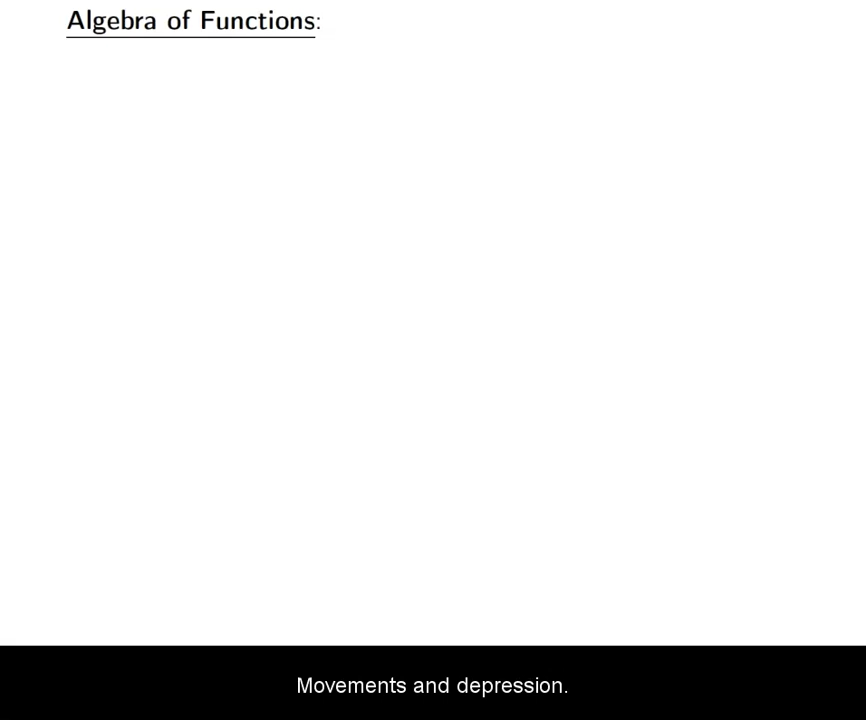 Algebra of Functions:
Movements and depression.